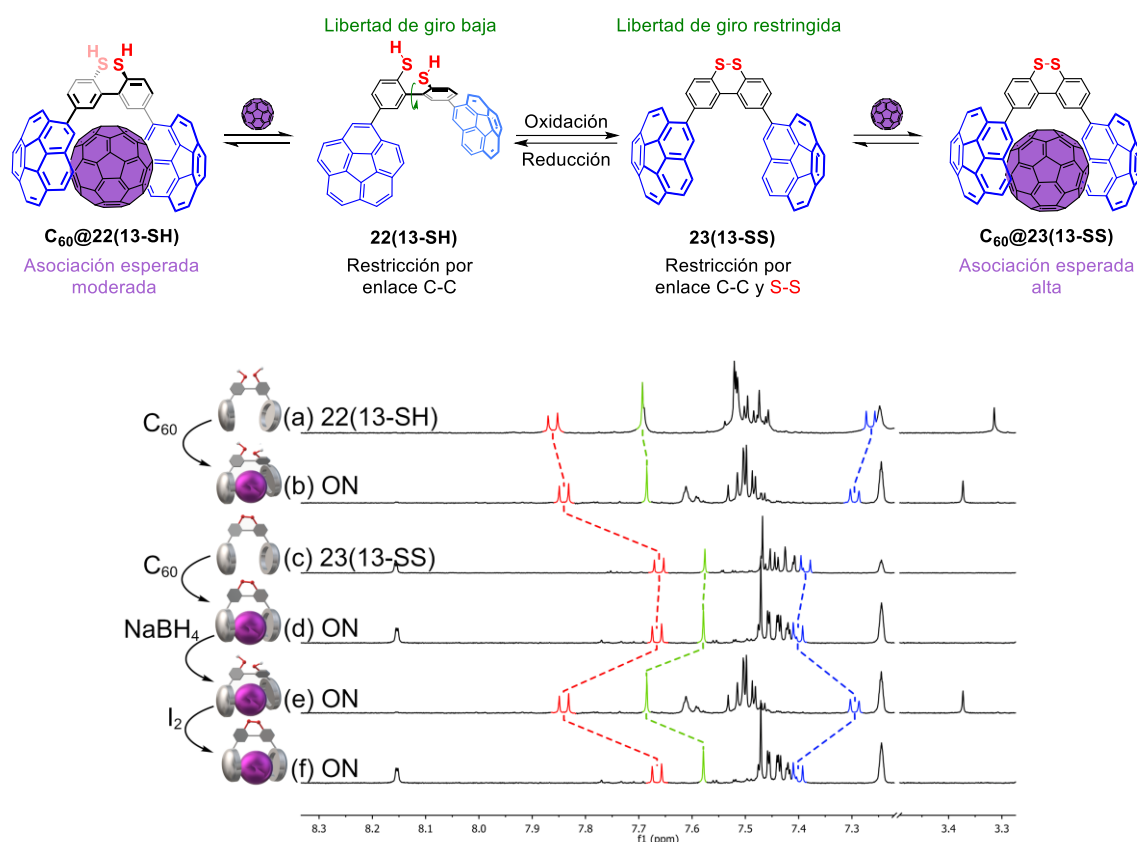 Libertad de giro baja
Libertad de giro restringida
H
S
H
S
H
S
H
S
S-S
S-S
Oxidación
Reducción
C60@22(13-SH)
22(13-SH)
23(13-SS)
C60@23(13-SS)
Asociación esperada
moderada
Restricción por
enlace C-C
Restricción por
enlace C-C y S-S
Asociación esperada
alta
(a) 22(13-SH)
C60
(b) ON
(c) 23(13-SS)
C60
(d) ON
NaBH4
(e) ON
I2
(f) ON
8.3 8.2 8.1 8.0 7.9 7.8 7.7 7.6 7.5 7.4 7.3 3.4 3.3
f1 (ppm)